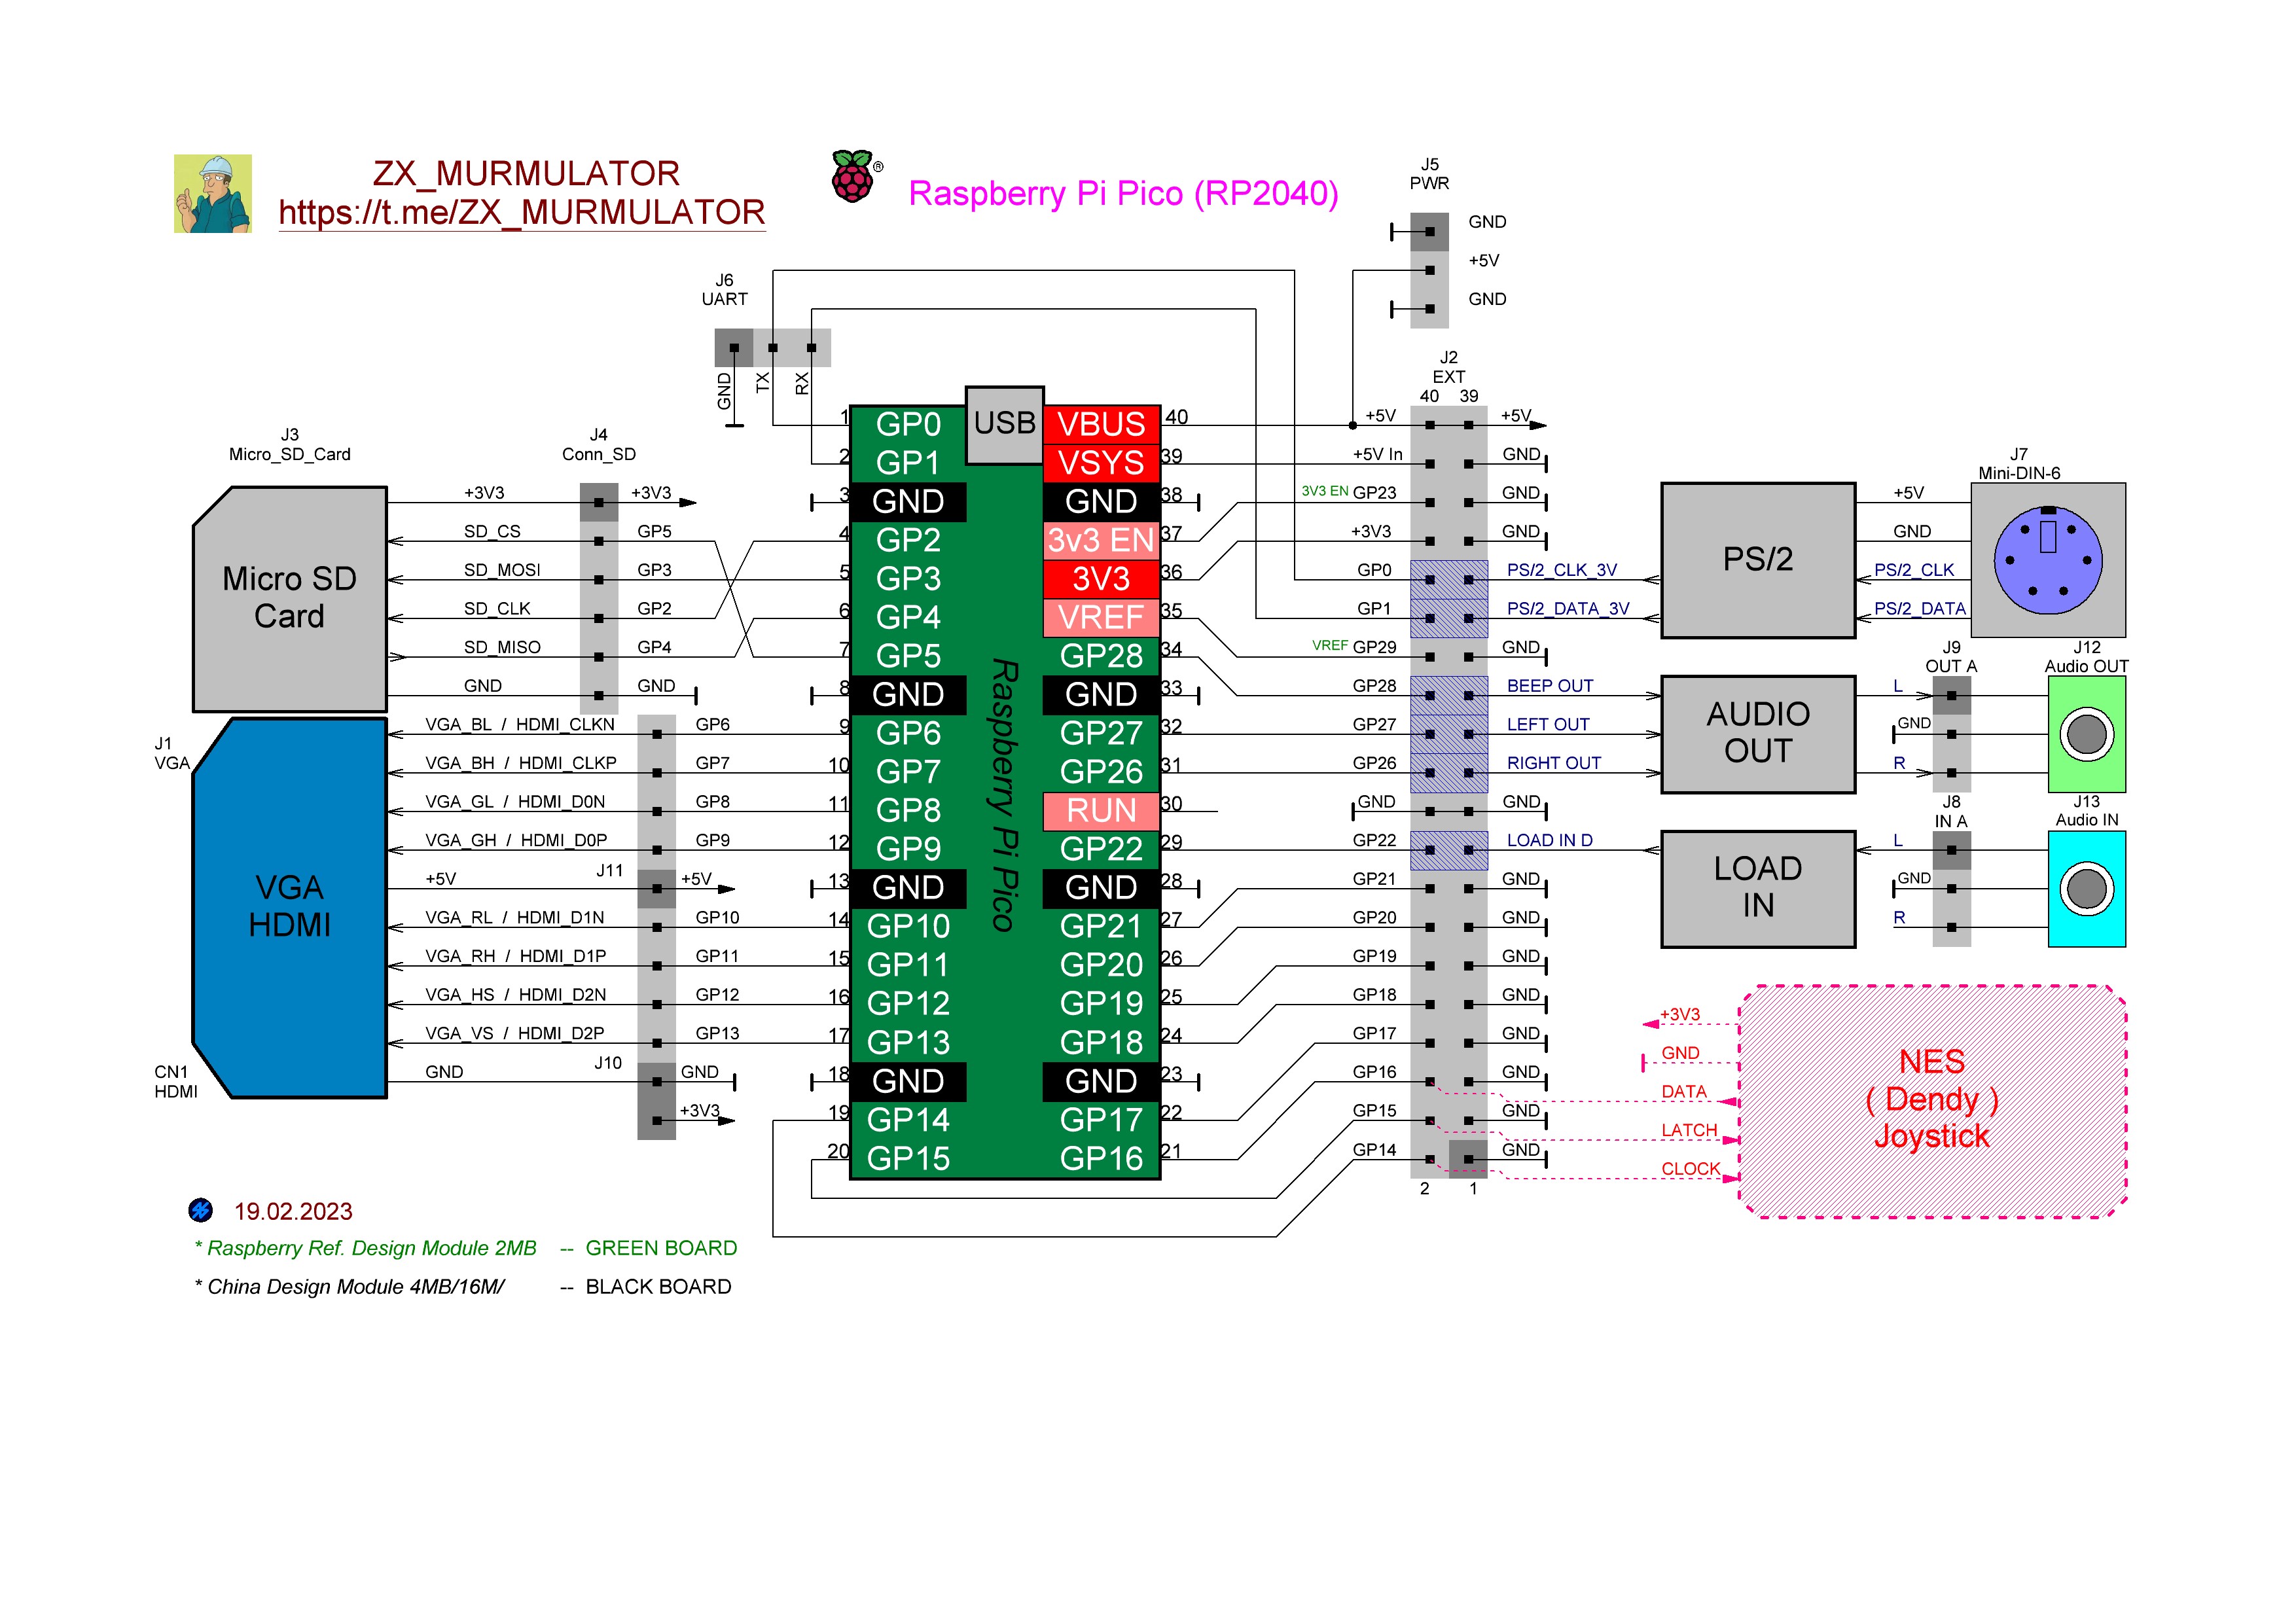 ZX_MURMULATOR
https://t.me/ZX_MURMULATOR
®
Raspberry Pi Pico (RP2040)
J5
PWR
GND
+5V
GND
J6
UART
GND
TX
RX
J2
EXT
40 39
J3
Micro_SD_Card
J4
Conn_SD
Micro SD
Card
+3V3 +3V3
SD_CS GP5
SD_MOSI GP3
SD_CLK GP2
SD_MISO GP4
GND GND
J1
VGA
VGA
HDMI
CN1
HDMI
VGA_BL / HDMI_CLKN GP6
VGA_BH / HDMI_CLKP GP7
VGA_GL / HDMI_D0N GP8
VGA_GH / HDMI_D0P GP9
+5V J11 +5V
VGA_RL / HDMI_D1N GP10
VGA_RH / HDMI_D1P GP11
VGA_HS / HDMI_D2N GP12
VGA_VS / HDMI_D2P GP13
GND J10 GND
+3V3
USB
Raspberry Pi Pico
1 GP0 VBUS 40
2 GP1 VSYS 39
3 GND GND 38
4 GP2 3v3 EN 37
5 GP3 3V3 36
6 GP4 VREF 35
7 GP5 GP28 34
8 GND GND 33
9 GP6 GP27 32
10 GP7 GP26 31
11 GP8 RUN 30
12 GP9 GP22 29
13 GND GND 28
14 GP10 GP21 27
15 GP11 GP20 26
16 GP12 GP19 25
17 GP13 GP18 24
18 GND GND 23
19 GP14 GP17 22
20 GP15 GP16 21
+5V +5V
+5V In GND
3V3 EN GP23 GND
+3V3 GND
GP0 PS/2_CLK_3V
GP1 PS/2_DATA_3V
VREF GP29 GND
GP28 BEEP OUT
GP27 LEFT OUT
GP26 RIGHT OUT
GND GND
GP22 LOAD IN D
GP21 GND
GP20 GND
GP19 GND
GP18 GND
GP17 GND
GP16 GND
GP15 GND
GP14 GND
2 1
J7
Mini-DIN-6
PS/2
+5V
GND
PS/2_CLK
PS/2_DATA
J9
OUT A
J12
Audio OUT
AUDIO
OUT
L
GND
R
J8
IN A
J13
Audio IN
LOAD
IN
L
GND
R
+3V3
GND
DATA
LATCH
CLOCK
NES
( Dendy )
Joystick
19.02.2023
* Raspberry Ref. Design Module 2MB -- GREEN BOARD
* China Design Module 4MB/16M/ -- BLACK BOARD